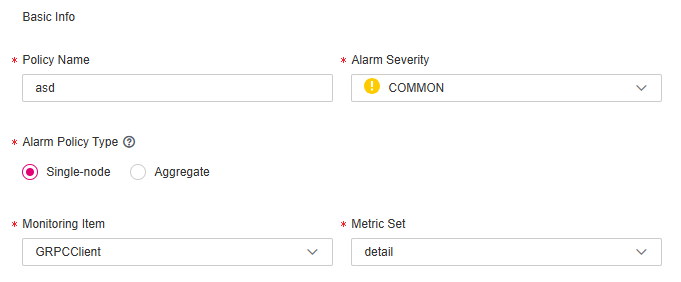 Basic Info
* Policy Name
* Alarm Severity
asd
COMMON
* Alarm Policy Type
Single-node
Aggregate
* Monitoring Item
* Metric Set
GRPCClient
detail